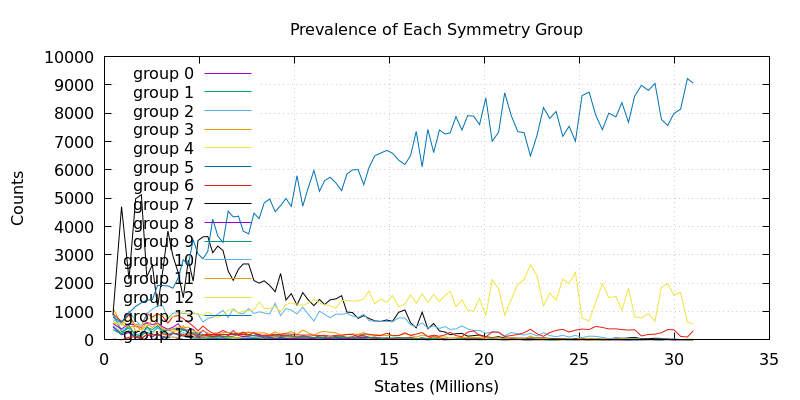 Prevalence of Each Symmetry Group
Counts
10000
9000
8000
7000
6000
5000
4000
3000
2000
1000
0
group 0
group 1
group 2
group 3
group 4
group 5
group 6
group 7
group 8
group 9
group 10
group 11
group 12
group 13
group 14
0 5 10 15 20 25 30 35
States (Millions)